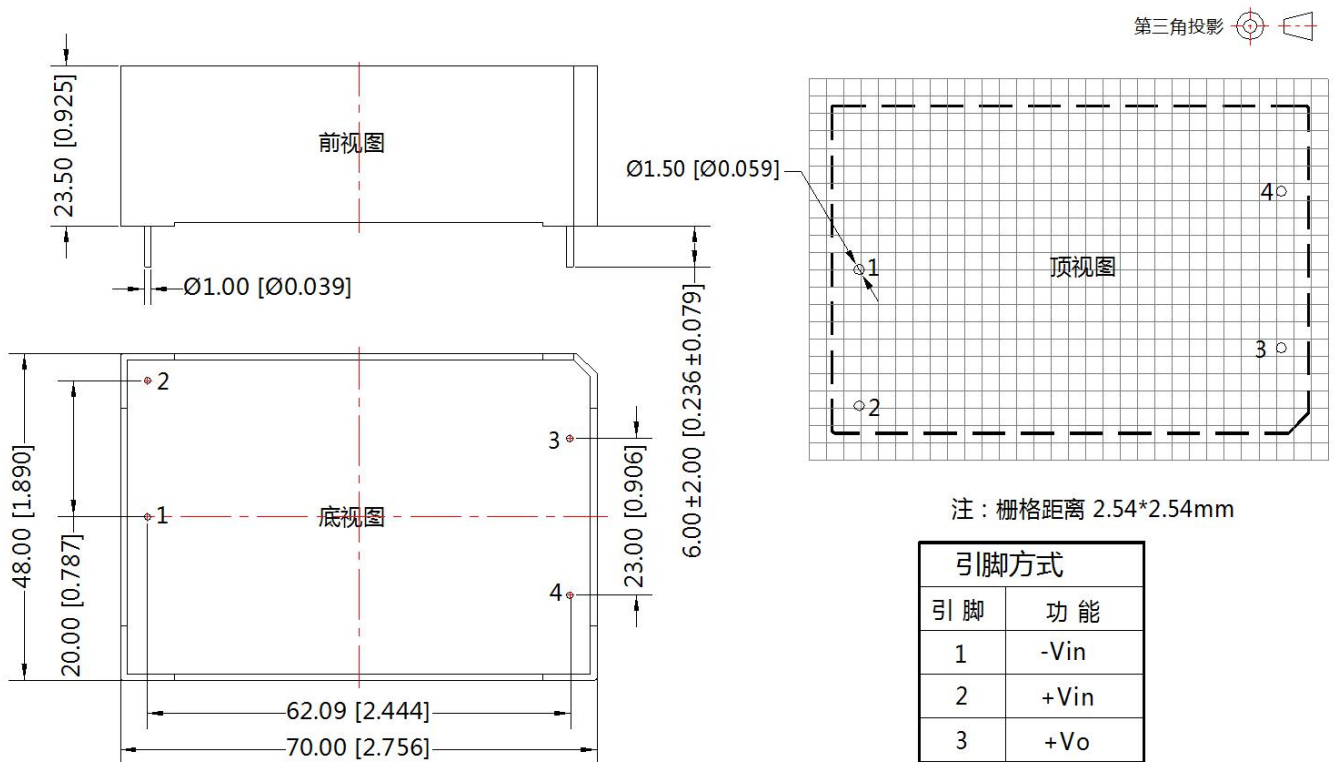 第三角投影
23.50 [0.925]
前视图
Ø1.00 [Ø0.039]
6.00±2.00 [0.236±0.079]
Ø1.50 [Ø0.059]
4
1
顶视图
3
2
2
3
48.00 [1.890]
20.00 [0.787]
1
底视图
23.00 [0.906]
4
62.09 [2.444]
70.00 [2.756]
注：栅格距离 2.54*2.54mm
引脚方式
引脚 功能
1 -Vin
2 +Vin
3 +Vo